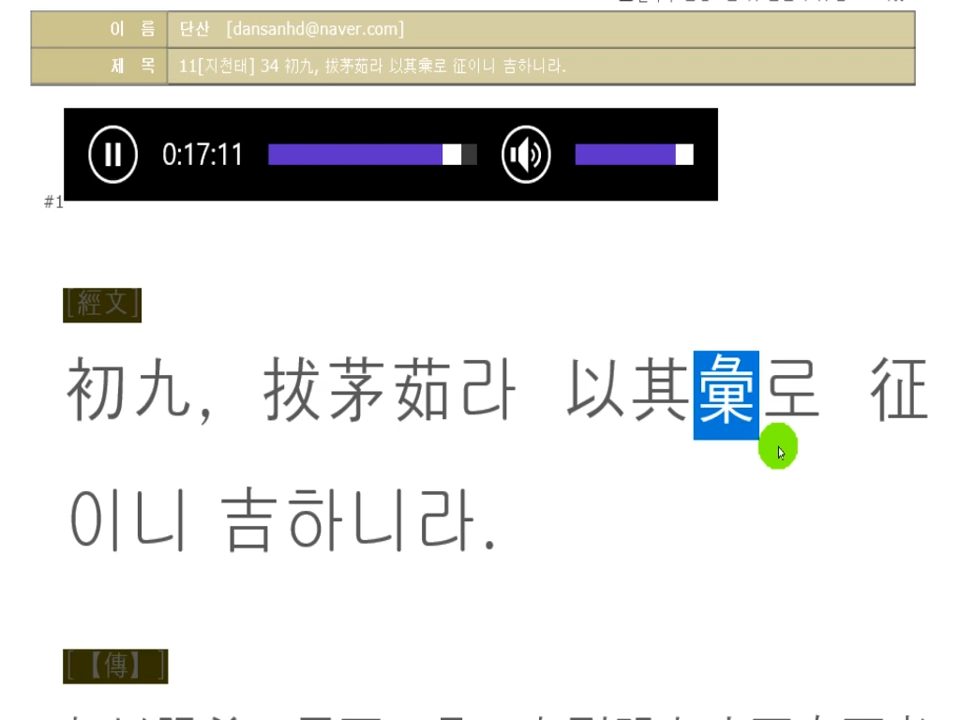 이 름 단산 [dansanhd@naver.com]
제 목 11[지천태] 34 初九, 拔茅茹라 以其彙로 征이니 吉하니라.
0:17:11
#1
[經文]
初九, 拔茅茹라 以其彙로 征
이니 吉하니라.
[【傳】]